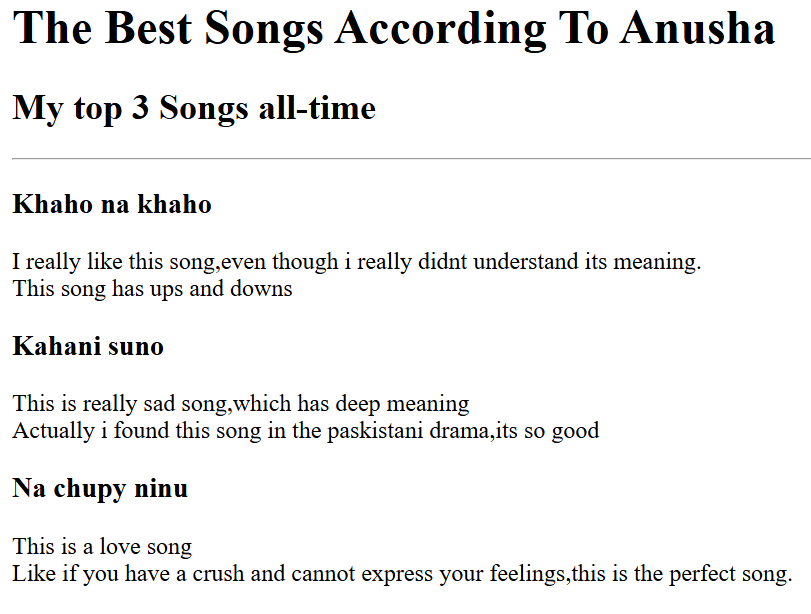 The Best Songs According To Anusha
My top 3 Songs all-time
Khaho na khaho
I really like this song,even though i really didnt understand its meaning.
This song has ups and downs
Kahani suno
This is really sad song,which has deep meaning
Actually i found this song in the paskistani drama,its so good
Na chupy ninu
This is a love song
Like if you have a crush and cannot express your feelings,this is the perfect song.